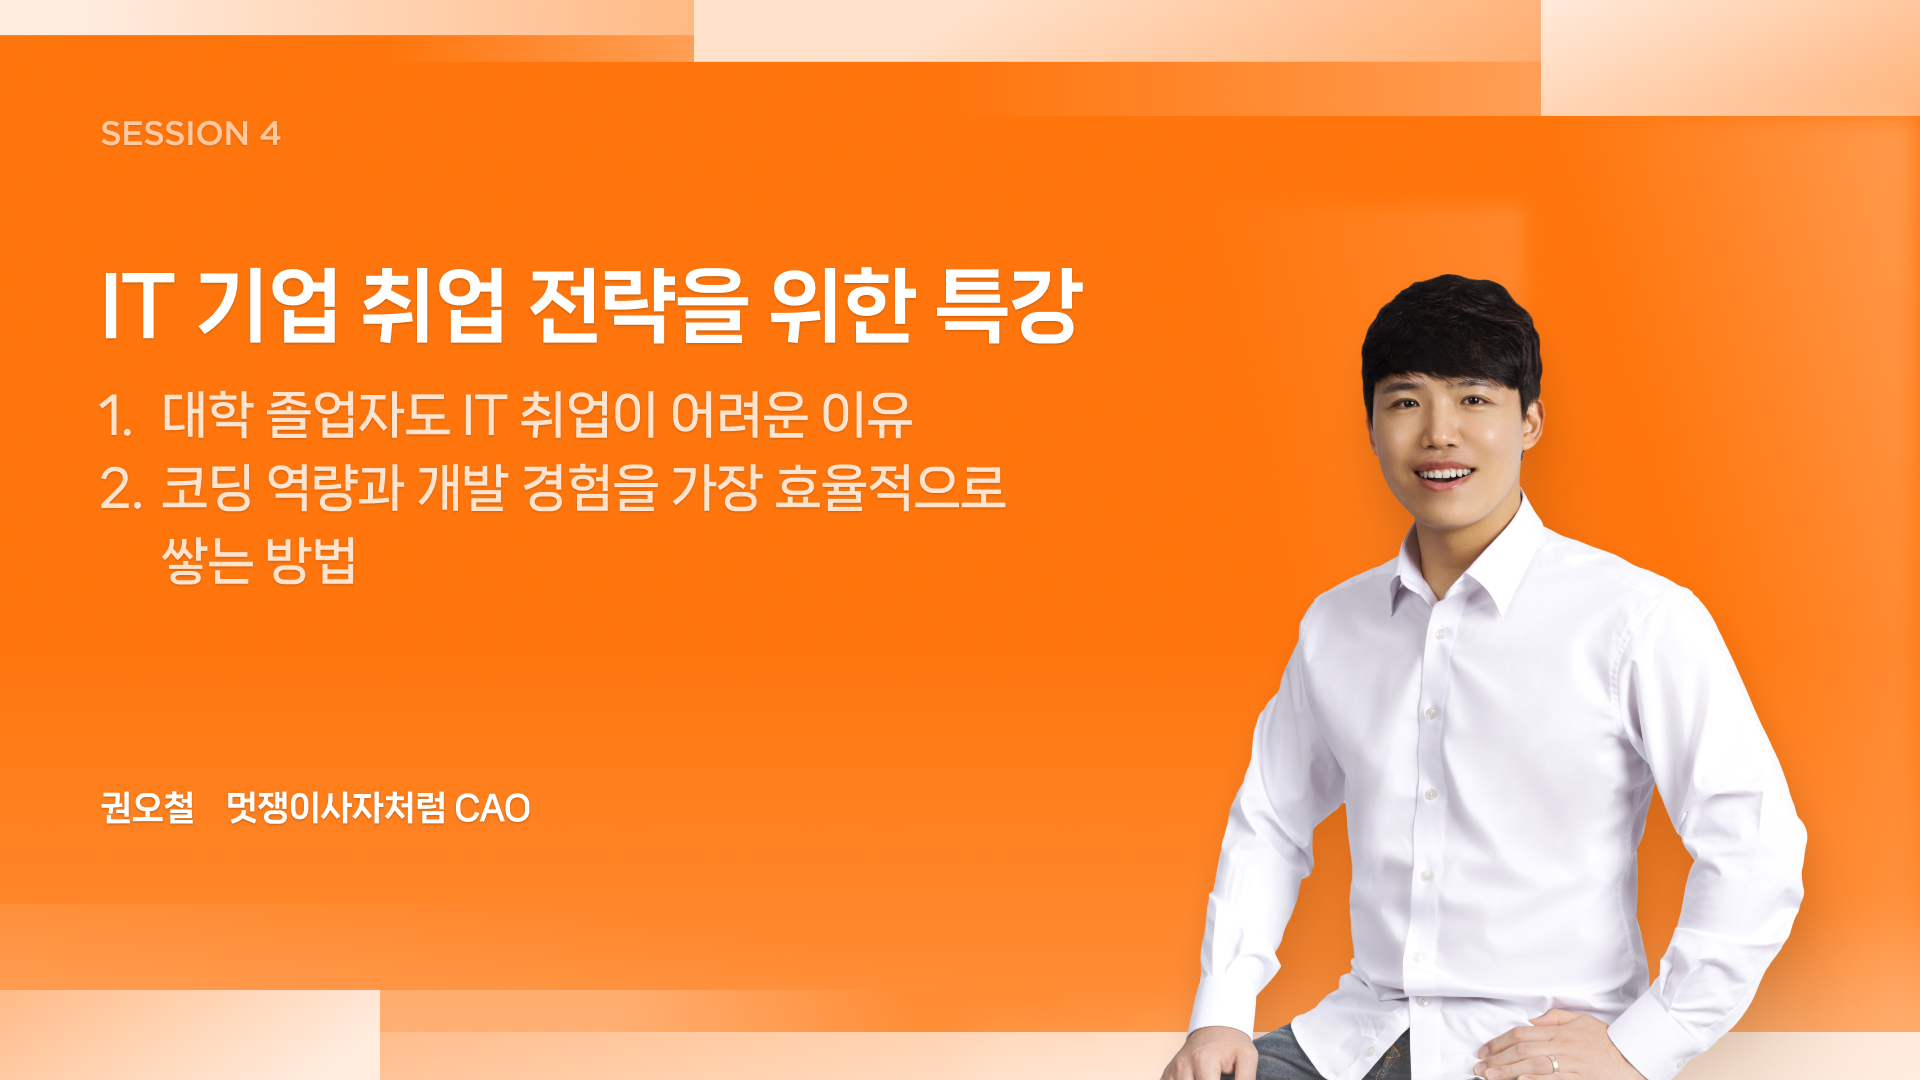 SESSION 4
IT 기업 취업 전략을 위한 특강
1. 대학 졸업자도 IT 취업이 어려운 이유
2. 코딩 역량과 개발 경험을 가장 효율적으로
쌓는 방법
권오철 멋쟁이사자처럼 CAO